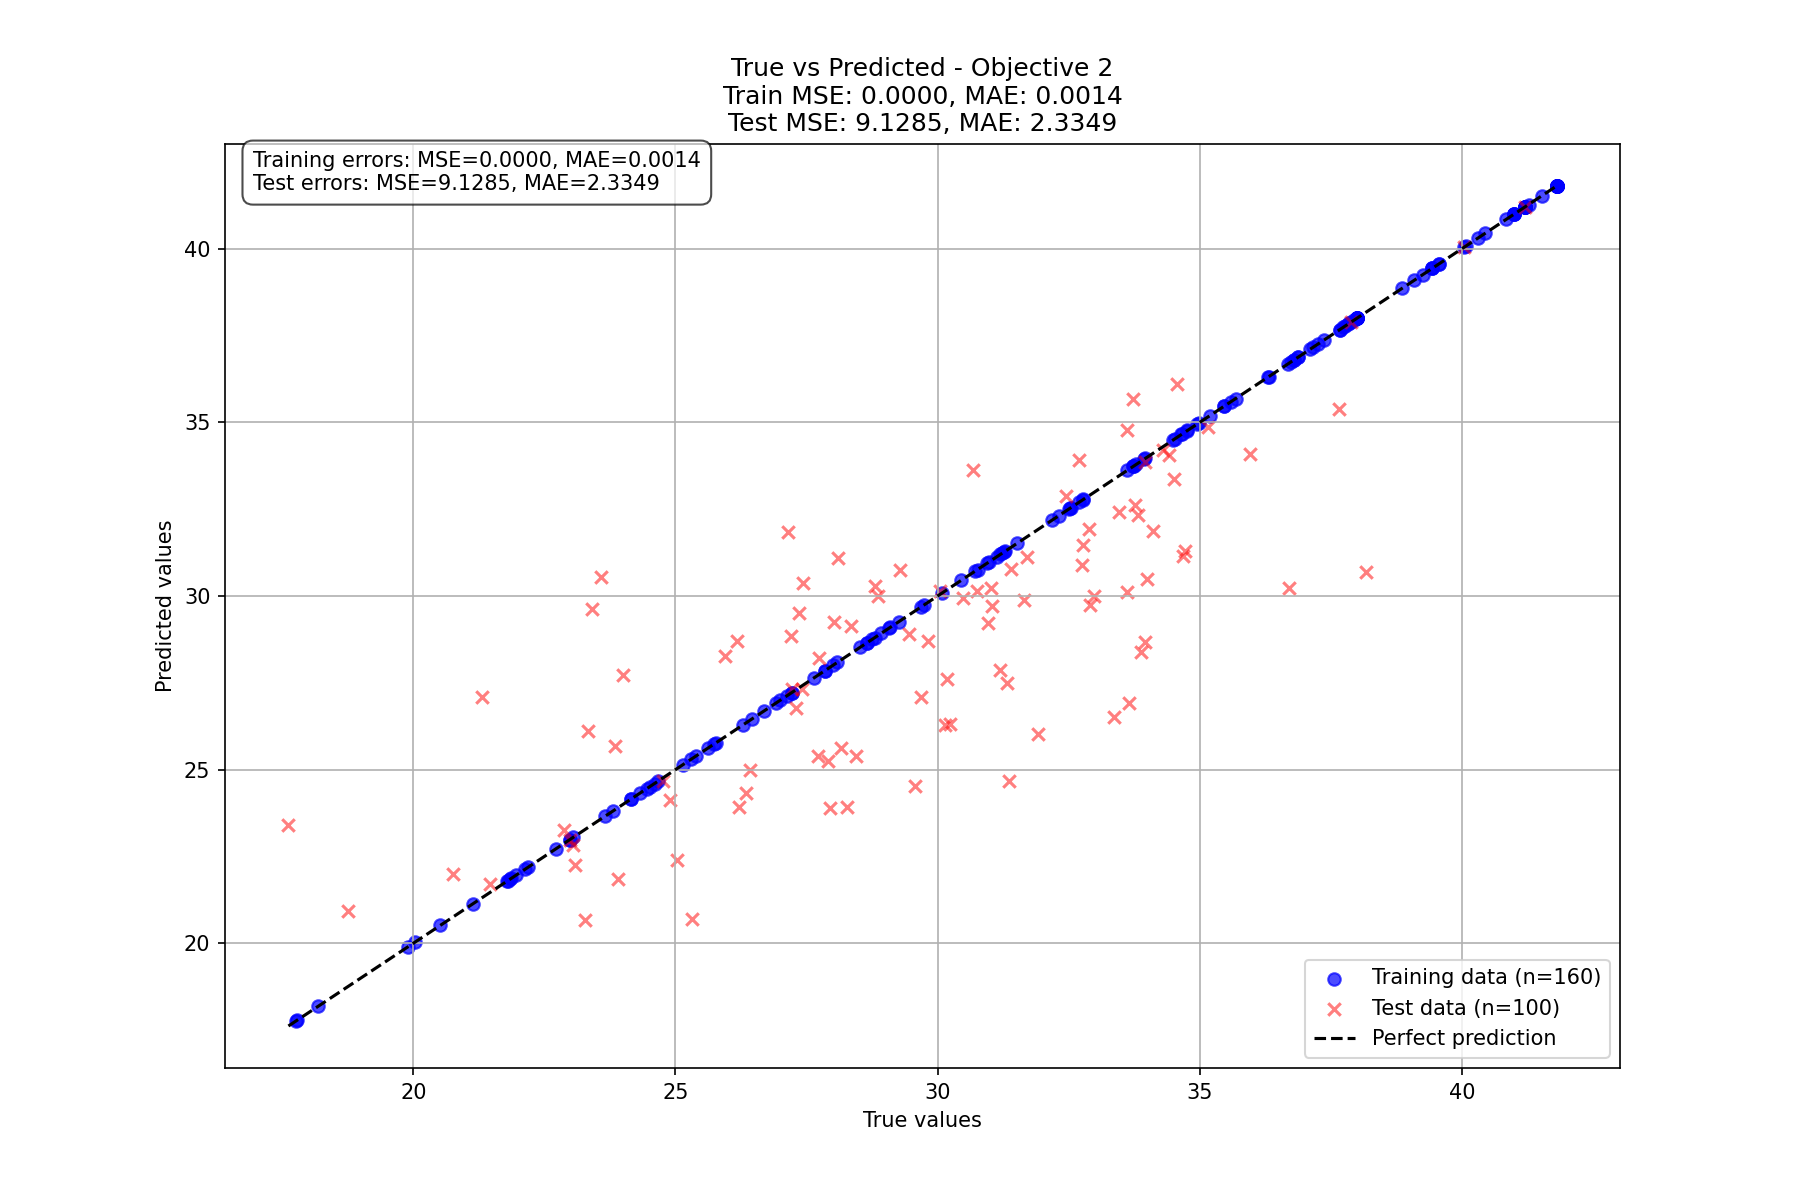 True vs Predicted - Objective 2
Train MSE: 0.0000, MAE: 0.0014
Test MSE: 9.1285, MAE: 2.3349
Training errors: MSE=0.0000, MAE=0.0014
Test errors: MSE=9.1285, MAE=2.3349
40
35
30
25
20
Predicted values
Training data (n=160)
Test data (n=100)
Perfect prediction
20 25 30 35 40
True values